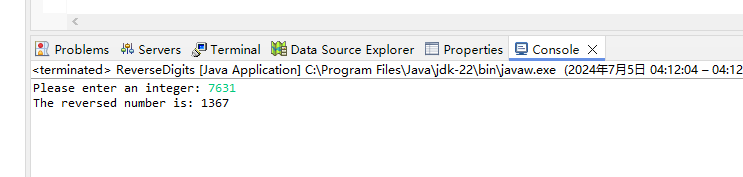 Problems Servers Terminal Data Source Explorer Properties Console
<terminated> ReverseDigits [Java Application] C:\Program Files\Java\jdk-22\bin\javaw.exe (2024年7月5日 04:12:04 – 04:12
Please enter an integer: 7631
The reversed number is: 1367